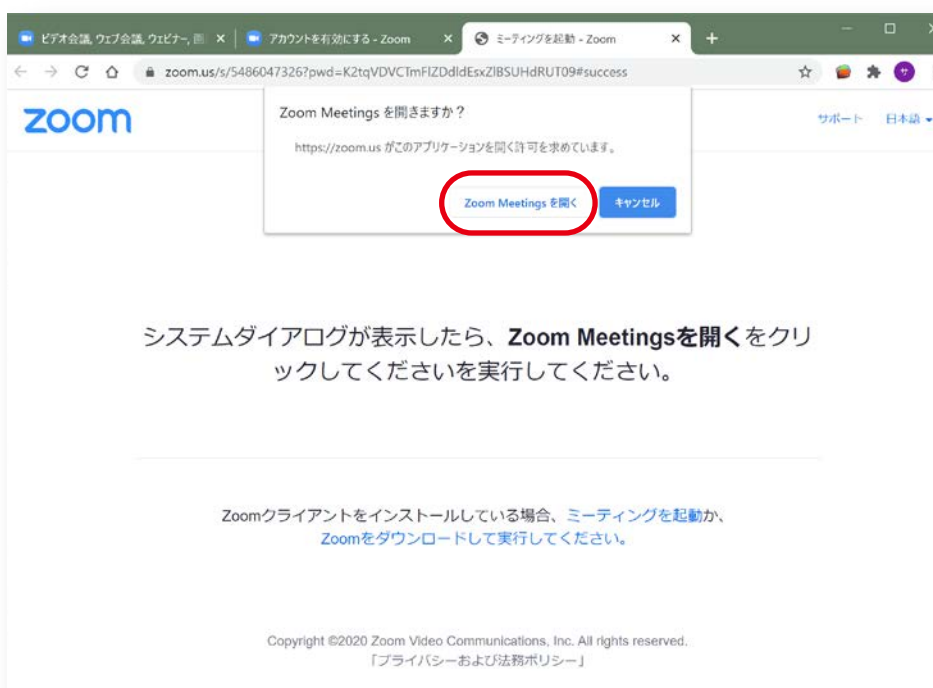 ビデオ会議, ウェブ会議, ウェビナー, 画
アカウントを有効にする - Zoom
ミーティングを起動 - Zoom
zoom.us/s/5486047326?pwd=K2tqVDVCTmFlZDdldEsxZlBSUHdRUT09#success
サ
zoom
サポート 日本語
Zoom Meetings を開きますか？
https://zoom.us がこのアプリケーションを開く許可を求めています。
Zoom Meetings を開く キャンセル
システムダイアログが表示したら、Zoom Meetingsを開くをクリ
ックしてくださいを実行してください。
Zoomクライアントをインストールしている場合、ミーティングを起動か、
Zoomをダウンロードして実行してください。
Copyright ©2020 Zoom Video Communications, Inc. All rights reserved.
「プライバシーおよび法務ポリシー」